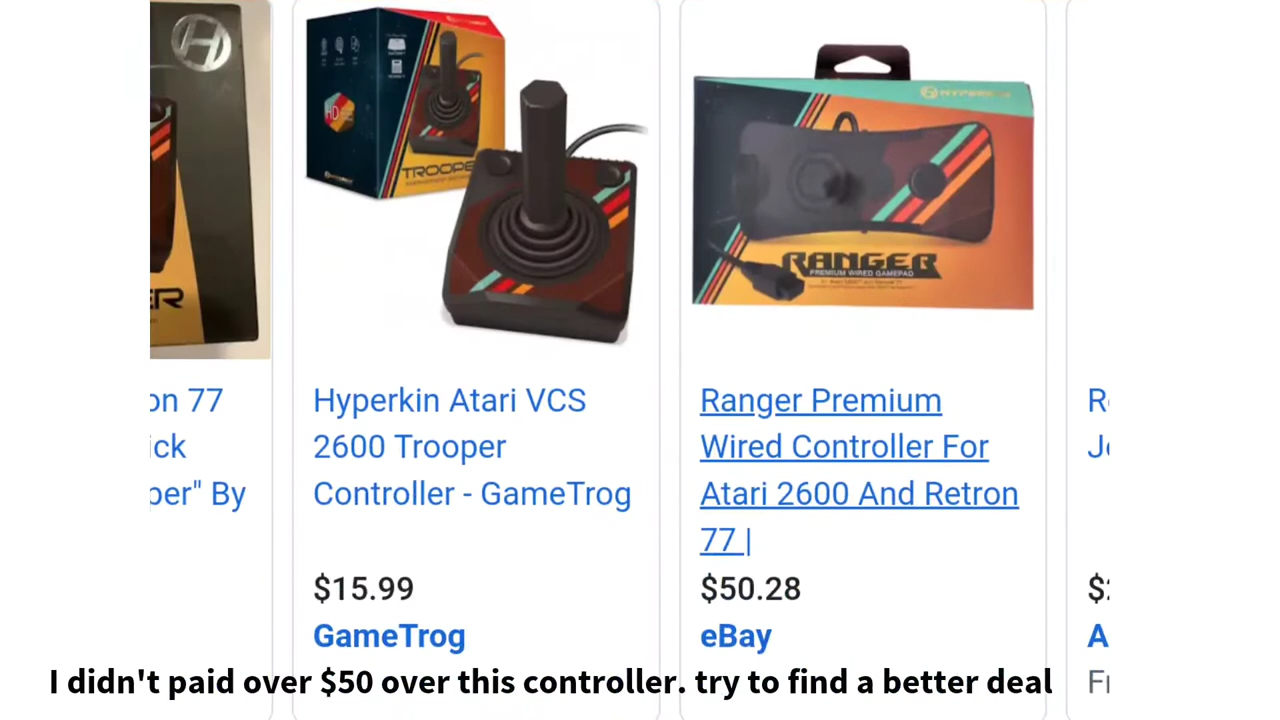 HYPERKIN
TROOPER
RANGER
PREMIUM WIRED GAMEPAD
on 77
ick
per" By
Hyperkin Atari VCS
2600 Trooper
Controller - GameTrog
$15.99
GameTrog
Ranger Premium
Wired Controller For
Atari 2600 And Retron
77 |
$50.28
eBay
I didn't paid over $50 over this controller. try to find a better deal